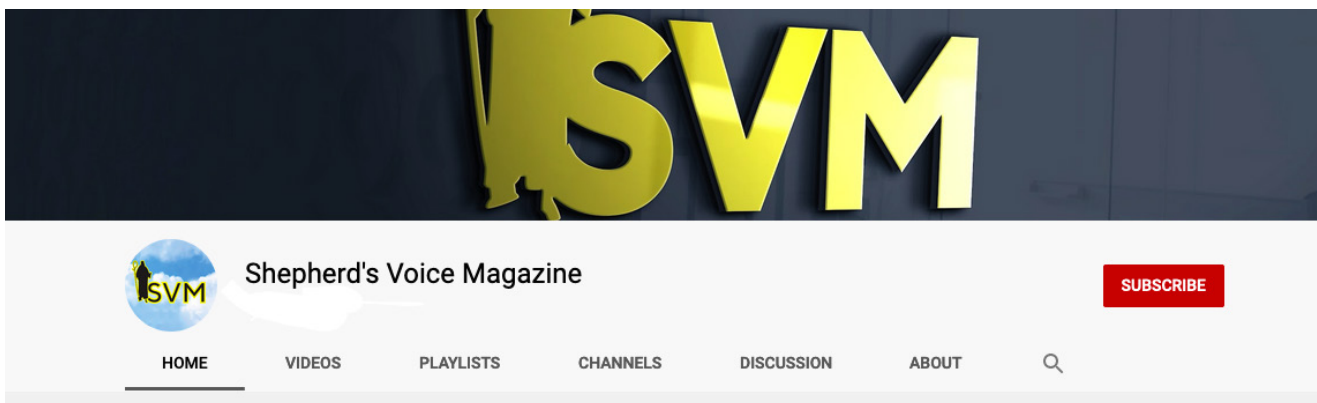 SVM
SVM
Shepherd's Voice Magazine
SUBSCRIBE
HOME VIDEOS PLAYLISTS CHANNELS DISCUSSION ABOUT